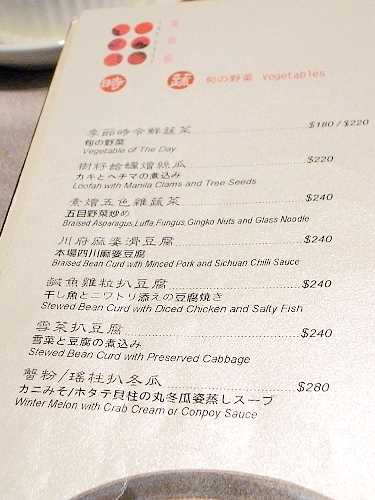 時 蔬 旬の野菜 Vegetables
季節時令鮮蔬菜 $180 / $220
旬の野菜
Vegetable of The Day
樹籽蛤蠣燴絲瓜 $220
カキとヘチマの煮込み
Loofah with Manila Clams and Tree Seeds
素燴五色雜蔬菜 $240
五目野菜炒め
Braised Asparagus,Luffa,Fungus,Gingko Nuts and Glass Noodle
川府麻婆滑豆腐 $240
本場四川麻婆豆腐
Braised Bean Curd with Minced Pork and Sichuan Chilli Sauce
鹹魚雞粒扒豆腐 $240
干し魚とニワトリ添えの豆腐焼き
Stewed Bean Curd with Diced Chicken and Salty Fish
雪菜扒豆腐 $240
雪菜と豆腐の煮込み
Stewed Bean Curd with Preserved Cabbage
蟹粉/瑤柱扒冬瓜 $280
カニみそ/ホタテ貝柱の丸冬瓜姿蒸しスープ
Winter Melon with Crab Cream or Conpoy Sauce